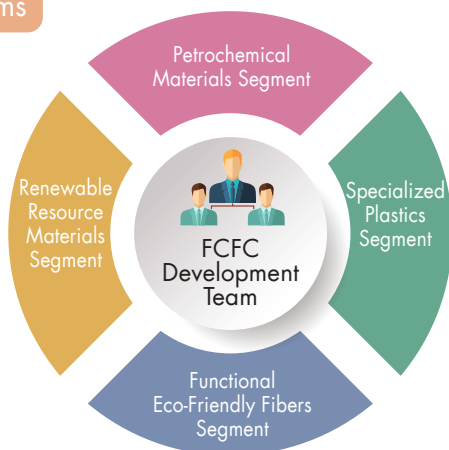 ms
Petrochemical
Materials Segment
Renewable
Resource
Materials
Segment
Specialized
Plastics
Segment
FCFC
Development
Team
Functional
Eco-Friendly Fibers
Segment